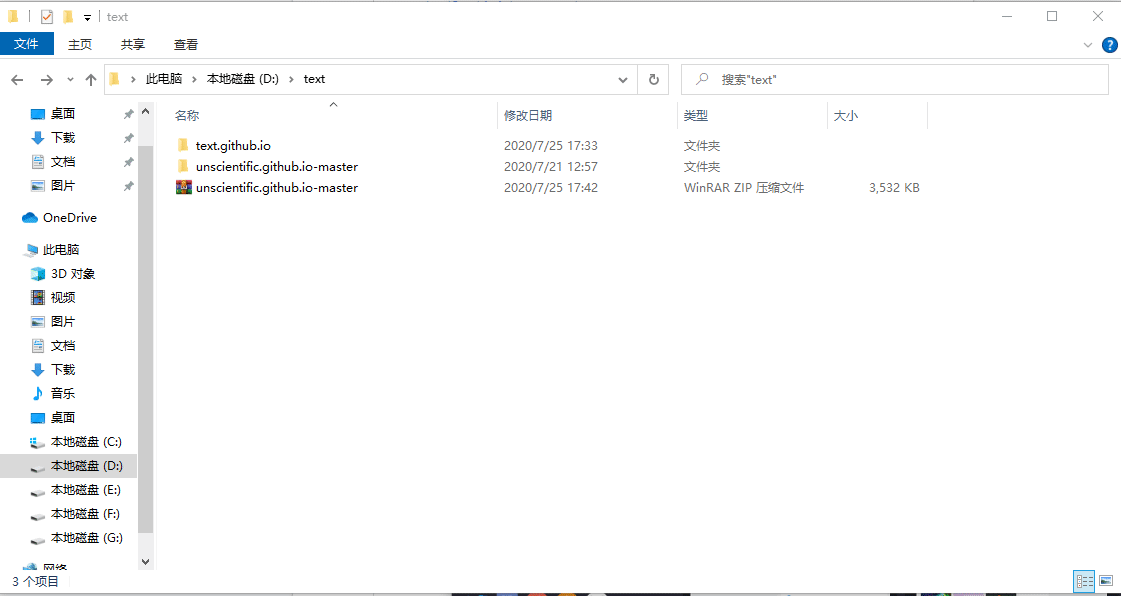 text
文件 主页 共享 查看
此电脑 本地磁盘 (D:) text 搜索"text"
名称 修改日期 类型 大小
text.github.io 2020/7/25 17:33 文件夹
unscientific.github.io-master 2020/7/21 12:57 文件夹
unscientific.github.io-master 2020/7/25 17:42 WinRAR ZIP 压缩文件 3,532 KB
桌面
下载
文档
图片
OneDrive
此电脑
3D 对象
视频
图片
文档
下载
音乐
桌面
本地磁盘 (C:)
本地磁盘 (D:)
本地磁盘 (E:)
本地磁盘 (F:)
本地磁盘 (G:)
网络
3 个项目